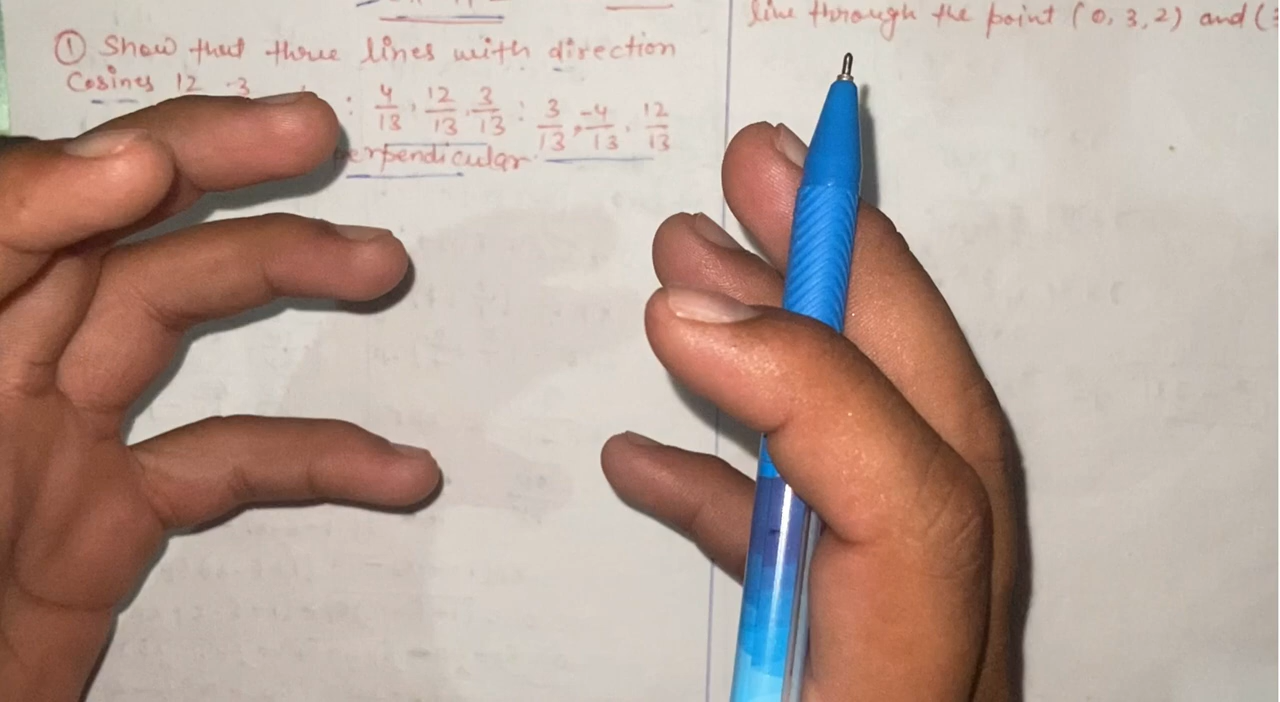 ① Show that three lines with direction
Cosines 12 -3 : 4/13, 12/13, 3/13 : 3/13, -4/13, 12/13
perpendicular.
line through the point (0, 3, 2) and (